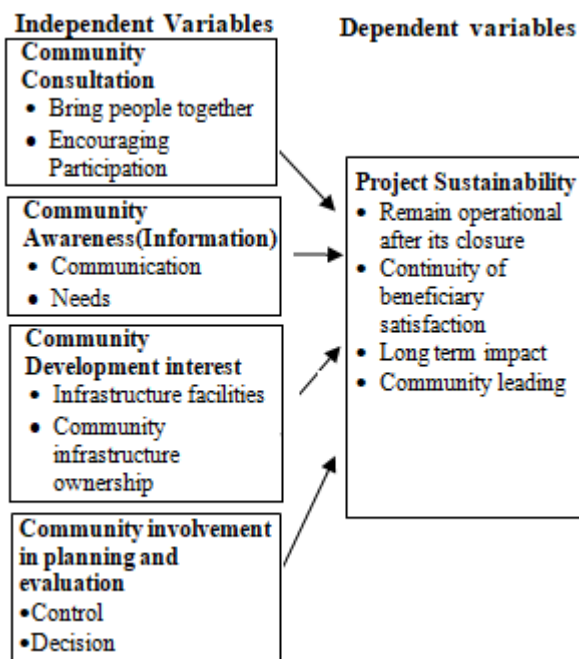 Independent Variables
Community
Consultation
• Bring people together
• Encouraging
Participation
Community
Awareness(Information)
• Communication
• Needs
Community
Development interest
• Infrastructure facilities
• Community
infrastructure
ownership
Community involvement
in planning and
evaluation
•Control
•Decision
Dependent variables
Project Sustainability
• Remain operational
after its closure
• Continuity of
beneficiary
satisfaction
• Long term impact
• Community leading